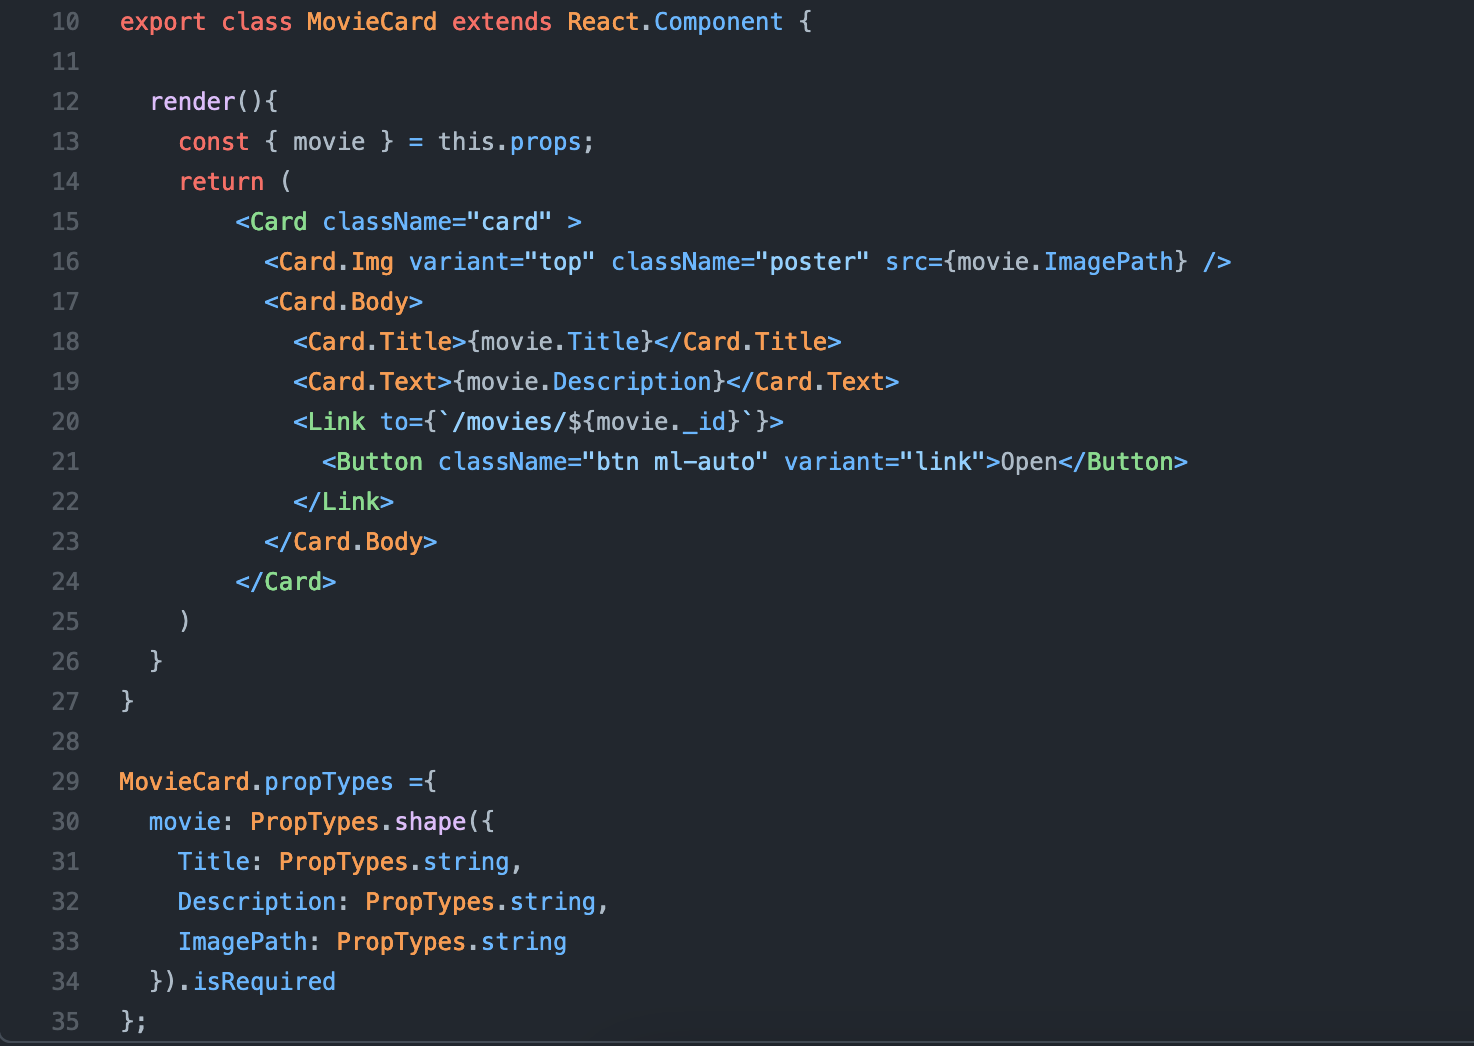 10 export class MovieCard extends React.Component {
11
12   render(){
13     const { movie } = this.props;
14     return (
15         <Card className="card" >
16           <Card.Img variant="top" className="poster" src={movie.ImagePath} />
17           <Card.Body>
18             <Card.Title>{movie.Title}</Card.Title>
19             <Card.Text>{movie.Description}</Card.Text>
20             <Link to={`/movies/${movie._id}`}>
21               <Button className="btn ml-auto" variant="link">Open</Button>
22             </Link>
23           </Card.Body>
24         </Card>
25     )
26   }
27 }
28
29 MovieCard.propTypes ={
30   movie: PropTypes.shape({
31     Title: PropTypes.string,
32     Description: PropTypes.string,
33     ImagePath: PropTypes.string
34   }).isRequired
35 };